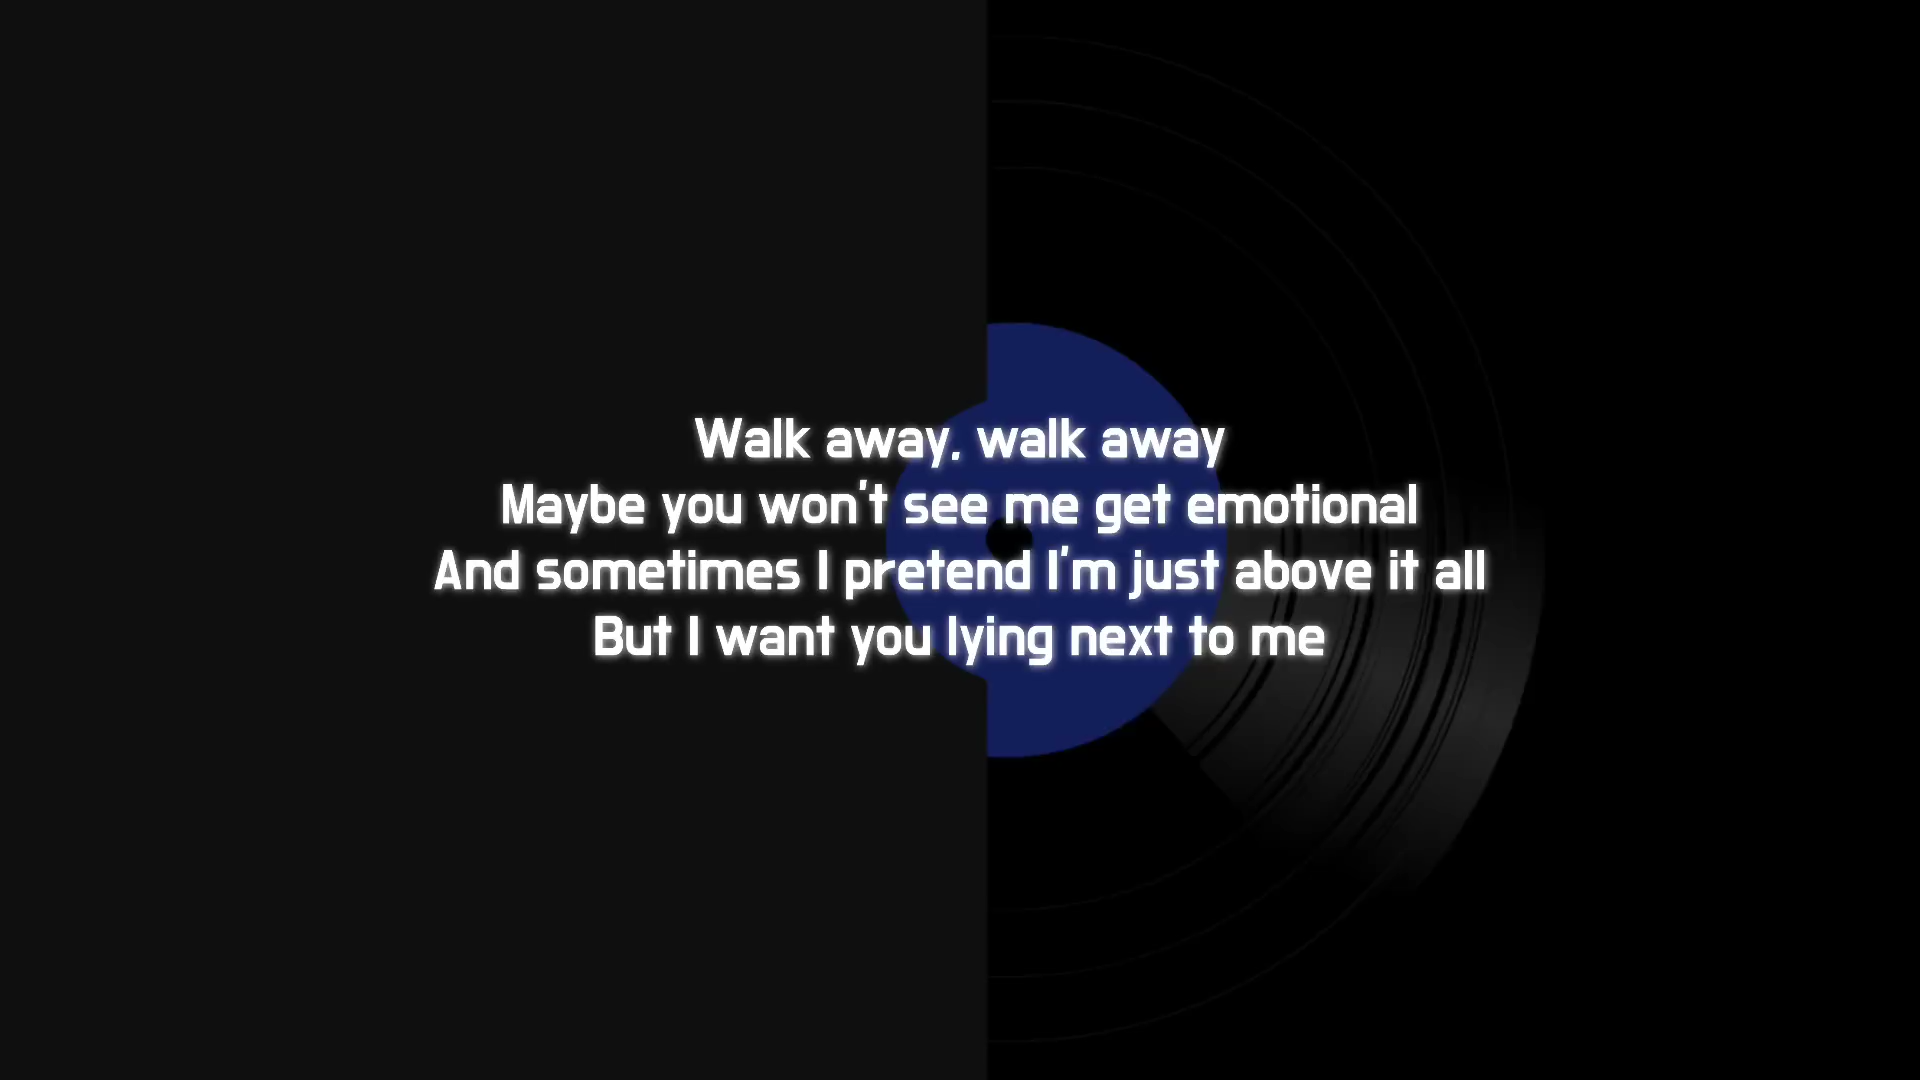 Walk away, walk away
Maybe you won't see me get emotional
And sometimes I pretend I'm just above it all
But I want you lying next to me